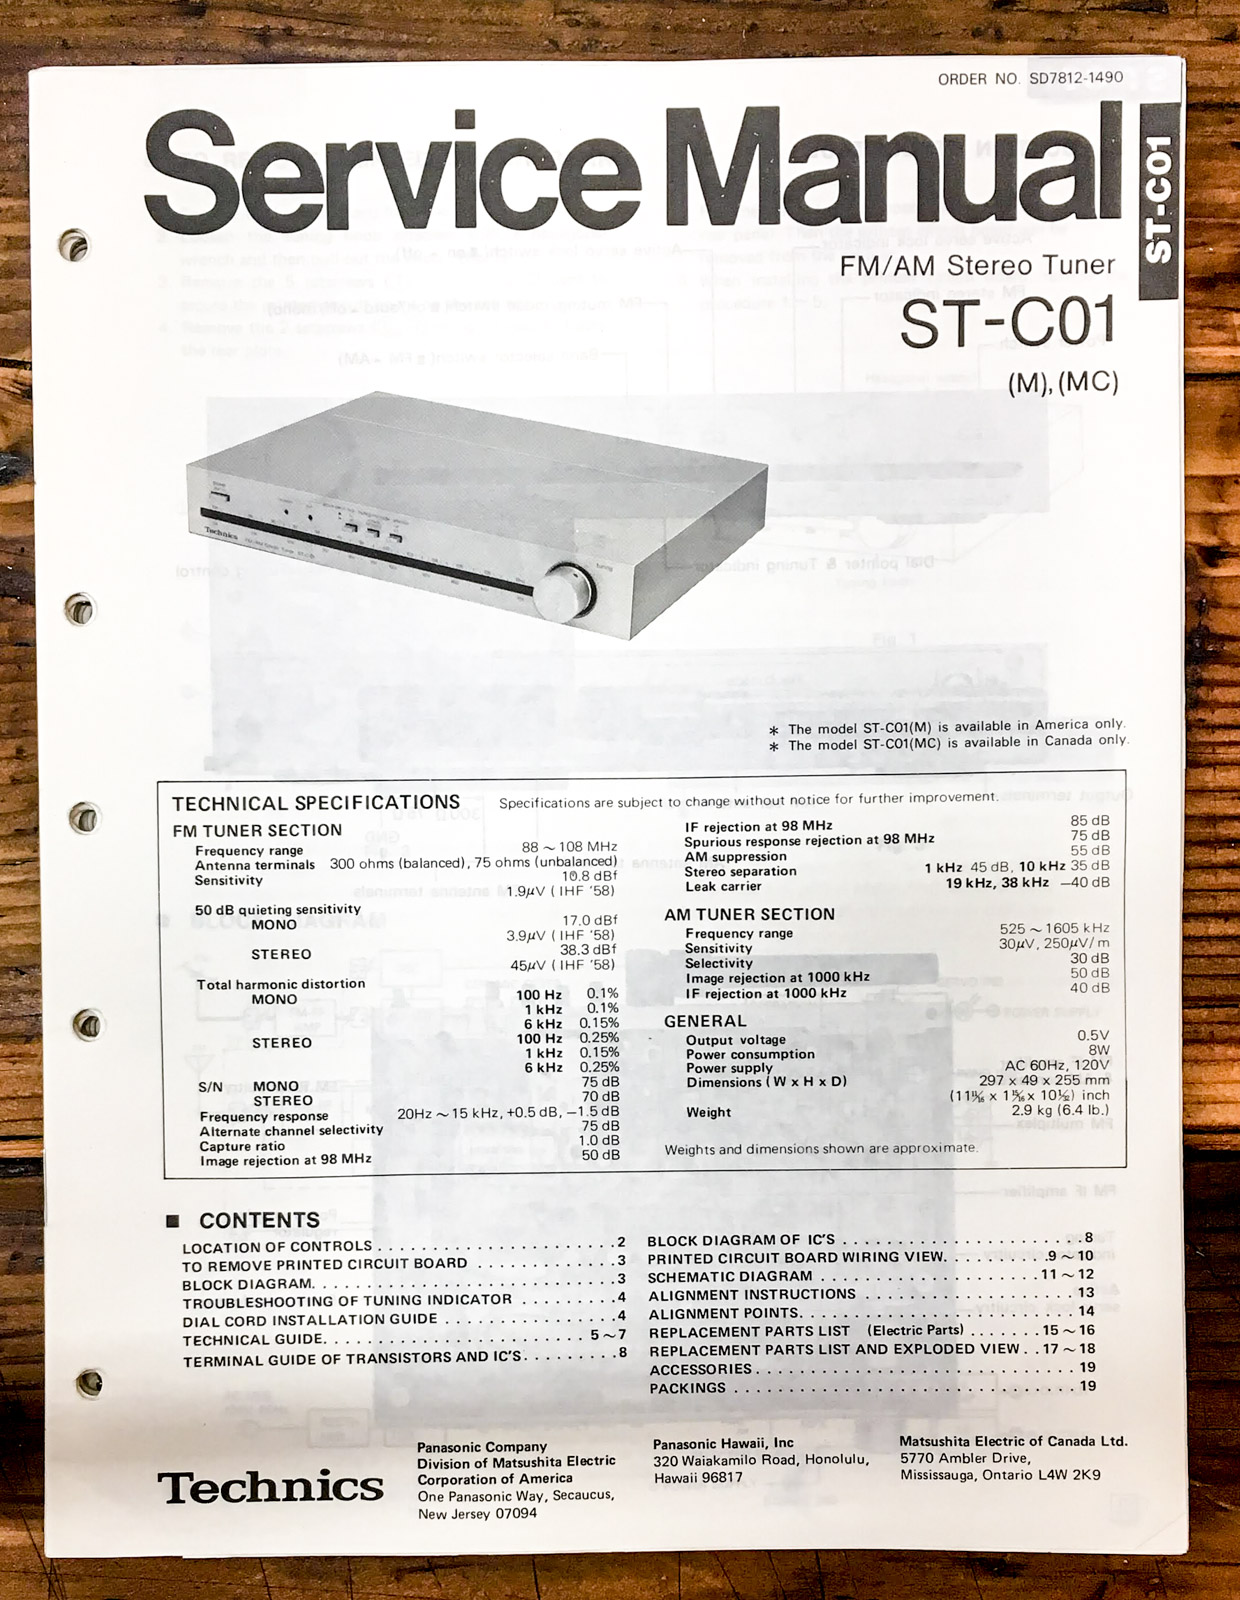 ORDER NO. SD7812-1490
Service Manual
ST-C01
FM/AM Stereo Tuner
ST-C01
(M), (MC)
Technics
tuning
* The model ST-C01(M) is available in America only.
* The model ST-C01(MC) is available in Canada only.
TECHNICAL SPECIFICATIONS Specifications are subject to change without notice for further improvement.
FM TUNER SECTION
Frequency range 88 ~ 108 MHz
Antenna terminals 300 ohms (balanced), 75 ohms (unbalanced)
Sensitivity 10.8 dBf
1.9μV ( IHF '58)
50 dB quieting sensitivity
MONO 17.0 dBf
3.9μV ( IHF '58)
STEREO 38.3 dBf
45μV ( IHF '58)
Total harmonic distortion
MONO 100 Hz 0.1%
1 kHz 0.1%
6 kHz 0.15%
STEREO 100 Hz 0.25%
1 kHz 0.15%
6 kHz 0.25%
S/N MONO 75 dB
STEREO 70 dB
Frequency response 20Hz ~ 15 kHz, +0.5 dB, −1.5 dB
Alternate channel selectivity 75 dB
Capture ratio 1.0 dB
Image rejection at 98 MHz 50 dB
IF rejection at 98 MHz 85 dB
Spurious response rejection at 98 MHz 75 dB
AM suppression 55 dB
Stereo separation 1 kHz 45 dB, 10 kHz 35 dB
Leak carrier 19 kHz, 38 kHz −40 dB
AM TUNER SECTION
Frequency range 525 ~ 1605 kHz
Sensitivity 30μV, 250μV/m
Selectivity 30 dB
Image rejection at 1000 kHz 50 dB
IF rejection at 1000 kHz 40 dB
GENERAL
Output voltage 0.5V
Power consumption 8W
Power supply AC 60Hz, 120V
Dimensions ( W x H x D) 297 x 49 x 255 mm
(11¹¹⁄₁₆ x 1¹⁵⁄₁₆ x 10½) inch
Weight 2.9 kg (6.4 lb.)
Weights and dimensions shown are approximate.
■ CONTENTS
LOCATION OF CONTROLS . . . . . . . . . . . . . . . . . . . . . . 2
TO REMOVE PRINTED CIRCUIT BOARD . . . . . . . . . . . . . 3
BLOCK DIAGRAM. . . . . . . . . . . . . . . . . . . . . . . . . . . . 3
TROUBLESHOOTING OF TUNING INDICATOR . . . . . . . . . 4
DIAL CORD INSTALLATION GUIDE . . . . . . . . . . . . . . . . 4
TECHNICAL GUIDE. . . . . . . . . . . . . . . . . . . . . . . . 5 ~ 7
TERMINAL GUIDE OF TRANSISTORS AND IC'S. . . . . . . . . 8
BLOCK DIAGRAM OF IC'S . . . . . . . . . . . . . . . . . . . . . . 8
PRINTED CIRCUIT BOARD WIRING VIEW. . . . . . . . . . 9 ~ 10
SCHEMATIC DIAGRAM . . . . . . . . . . . . . . . . . . . . 11 ~ 12
ALIGNMENT INSTRUCTIONS . . . . . . . . . . . . . . . . . . . 13
ALIGNMENT POINTS. . . . . . . . . . . . . . . . . . . . . . . . . 14
REPLACEMENT PARTS LIST (Electric Parts) . . . . . . . 15 ~ 16
REPLACEMENT PARTS LIST AND EXPLODED VIEW . . 17 ~ 18
ACCESSORIES . . . . . . . . . . . . . . . . . . . . . . . . . . . . . 19
PACKINGS . . . . . . . . . . . . . . . . . . . . . . . . . . . . . . . 19
Technics
Panasonic Company
Division of Matsushita Electric
Corporation of America
One Panasonic Way, Secaucus,
New Jersey 07094
Panasonic Hawaii, Inc
320 Waiakamilo Road, Honolulu,
Hawaii 96817
Matsushita Electric of Canada Ltd.
5770 Ambler Drive,
Mississauga, Ontario L4W 2K9